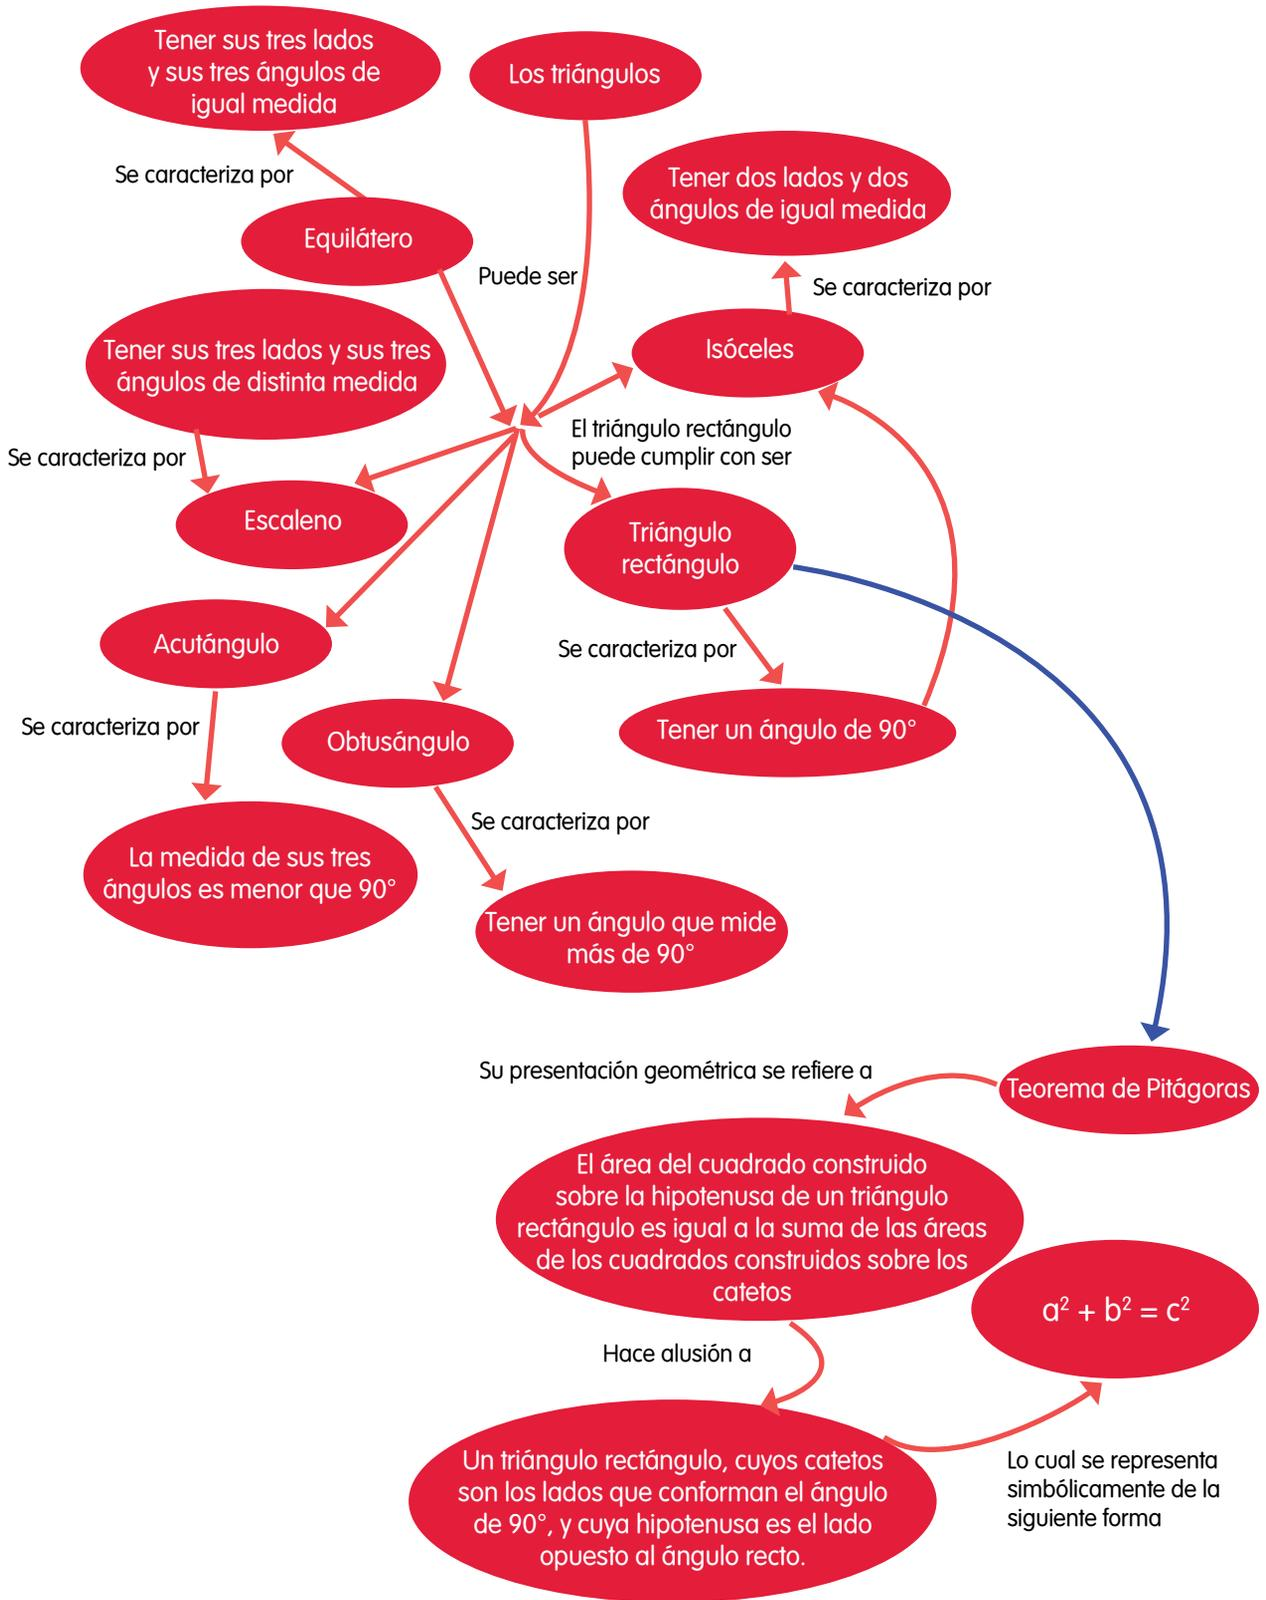 Tener sus tres lados
y sus tres ángulos de
igual medida
Los triángulos
Se caracteriza por
Tener dos lados y dos
ángulos de igual medida
Equilátero
Puede ser
Se caracteriza por
Tener sus tres lados y sus tres
ángulos de distinta medida
Isóceles
Se caracteriza por
El triángulo rectángulo
puede cumplir con ser
Escaleno
Triángulo
rectángulo
Acutángulo
Se caracteriza por
Se caracteriza por
Obtusángulo
Tener un ángulo de 90°
Se caracteriza por
La medida de sus tres
ángulos es menor que 90°
Tener un ángulo que mide
más de 90°
Su presentación geométrica se refiere a
Teorema de Pitágoras
El área del cuadrado construido
sobre la hipotenusa de un triángulo
rectángulo es igual a la suma de las áreas
de los cuadrados construidos sobre los
catetos
a² + b² = c²
Hace alusión a
Un triángulo rectángulo, cuyos catetos
son los lados que conforman el ángulo
de 90°, y cuya hipotenusa es el lado
opuesto al ángulo recto.
Lo cual se representa
simbólicamente de la
siguiente forma